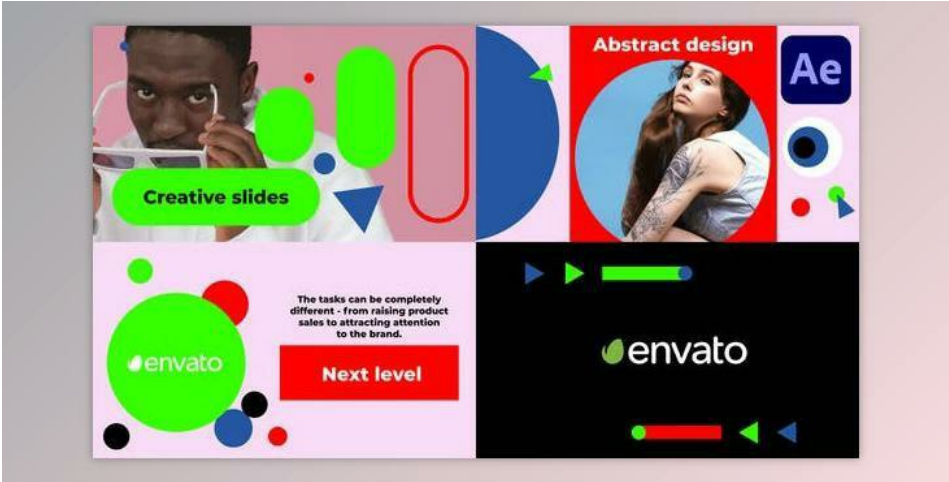 Creative slides
Abstract design
Ae
envato
The tasks can be completely
different - from raising product
sales to attracting attention
to the brand.
Next level
envato